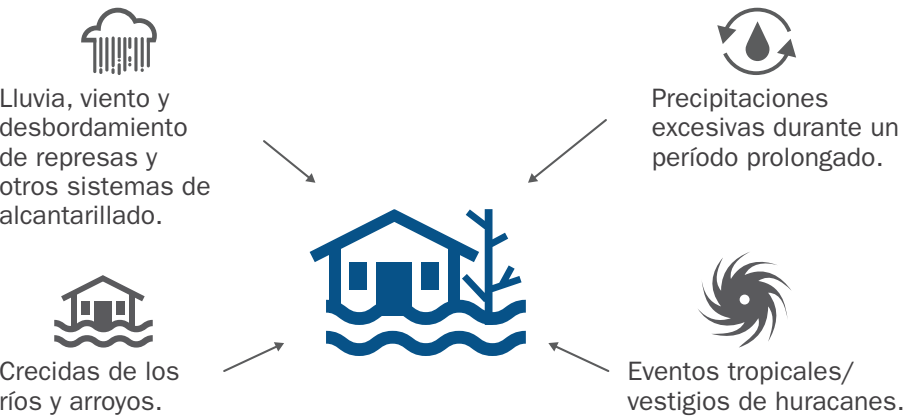 Lluvia, viento y
desbordamiento
de represas y
otros sistemas de
alcantarillado.
Precipitaciones
excesivas durante un
período prolongado.
Crecidas de los
ríos y arroyos.
Eventos tropicales/
vestigios de huracanes.